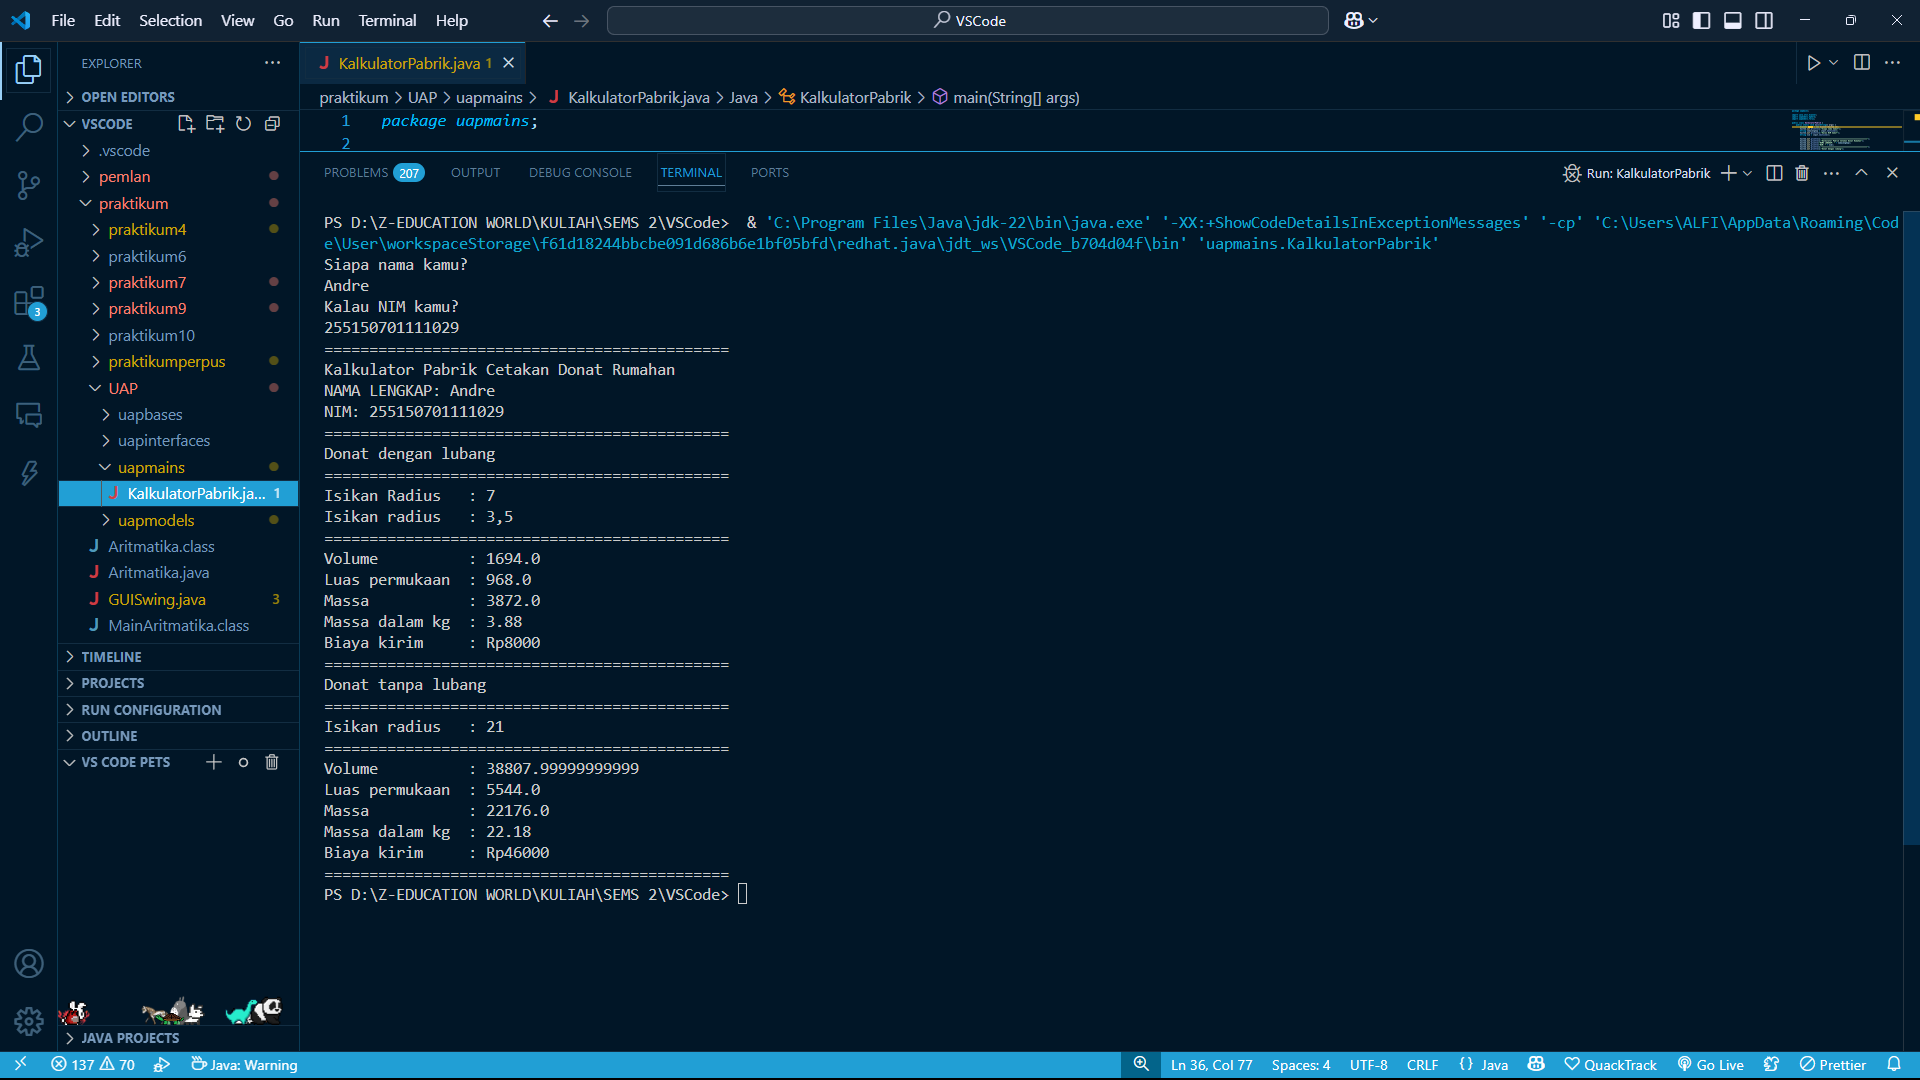 File Edit Selection View Go Run Terminal Help
VSCode
EXPLORER
OPEN EDITORS
VSCODE
.vscode
pemlan
praktikum
praktikum4
praktikum6
praktikum7
praktikum9
praktikum10
praktikumperpus
UAP
uapbases
uapinterfaces
uapmains
KalkulatorPabrik.ja... 1
uapmodels
Aritmatika.class
Aritmatika.java
GUISwing.java 3
MainAritmatika.class
TIMELINE
PROJECTS
RUN CONFIGURATION
OUTLINE
VS CODE PETS
JAVA PROJECTS
3
KalkulatorPabrik.java 1
praktikum > UAP > uapmains > KalkulatorPabrik.java > Java > KalkulatorPabrik > main(String[] args)
1 package uapmains;
2
PROBLEMS 207 OUTPUT DEBUG CONSOLE TERMINAL PORTS
Run: KalkulatorPabrik
PS D:\Z-EDUCATION WORLD\KULIAH\SEMS 2\VSCode>  & 'C:\Program Files\Java\jdk-22\bin\java.exe' '-XX:+ShowCodeDetailsInExceptionMessages' '-cp' 'C:\Users\ALFI\AppData\Roaming\Cod
e\User\workspaceStorage\f61d18244bbcbe091d686b6e1bf05bfd\redhat.java\jdt_ws\VSCode_b704d04f\bin' 'uapmains.KalkulatorPabrik'
Siapa nama kamu?
Andre
Kalau NIM kamu?
255150701111029
=============================================
Kalkulator Pabrik Cetakan Donat Rumahan
NAMA LENGKAP: Andre
NIM: 255150701111029
=============================================
Donat dengan lubang
=============================================
Isikan Radius   : 7
Isikan radius   : 3,5
=============================================
Volume          : 1694.0
Luas permukaan  : 968.0
Massa           : 3872.0
Massa dalam kg  : 3.88
Biaya kirim     : Rp8000
=============================================
Donat tanpa lubang
=============================================
Isikan radius   : 21
=============================================
Volume          : 38807.99999999999
Luas permukaan  : 5544.0
Massa           : 22176.0
Massa dalam kg  : 22.18
Biaya kirim     : Rp46000
=============================================
PS D:\Z-EDUCATION WORLD\KULIAH\SEMS 2\VSCode>
137 70 Java: Warning
Ln 36, Col 77 Spaces: 4 UTF-8 CRLF {} Java QuackTrack Go Live Prettier